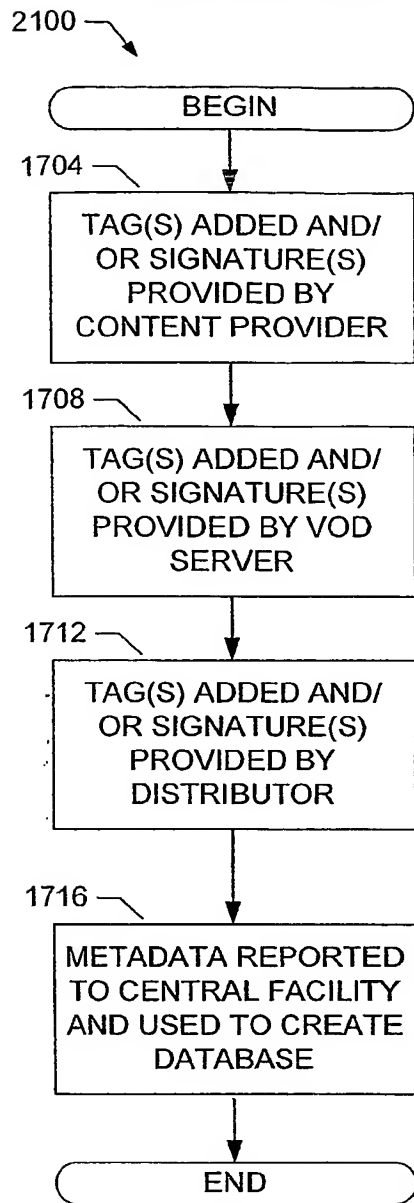 2100
BEGIN
1704
TAG(S) ADDED AND/
OR SIGNATURE(S)
PROVIDED BY
CONTENT PROVIDER
1708
TAG(S) ADDED AND/
OR SIGNATURE(S)
PROVIDED BY VOD
SERVER
1712
TAG(S) ADDED AND/
OR SIGNATURE(S)
PROVIDED BY
DISTRIBUTOR
1716
METADATA REPORTED
TO CENTRAL FACILITY
AND USED TO CREATE
DATABASE
END